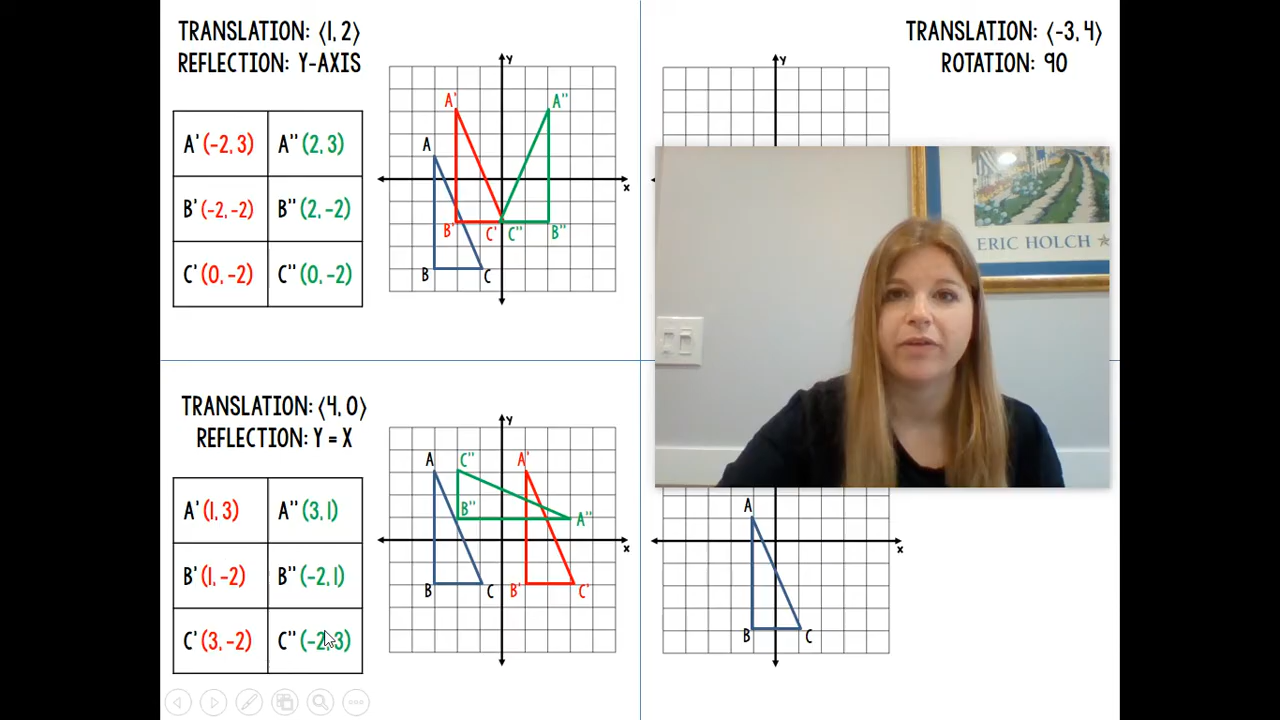 TRANSLATION: ⟨1, 2⟩
REFLECTION: Y-AXIS
A' (-2, 3) A'' (2, 3)
B' (-2, -2) B'' (2, -2)
C' (0, -2) C'' (0, -2)
y
A' A''
A
x
B' C' C'' B''
B C
TRANSLATION: ⟨-3, 4⟩
ROTATION: 90
y
ERIC HOLCH
TRANSLATION: ⟨4, 0⟩
REFLECTION: Y = X
A' (1, 3) A'' (3, 1)
B' (1, -2) B'' (-2, 1)
C' (3, -2) C'' (-2, 3)
y
A C'' A'
B'' A''
x
B C B' C'
A
x
B C